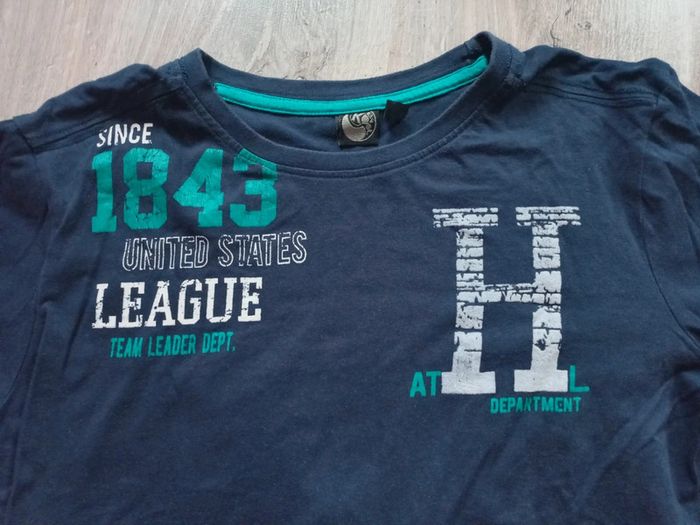 SINCE
1843
UNITED STATES
LEAGUE
TEAM LEADER DEPT.
H
AT L
DEPARTMENT